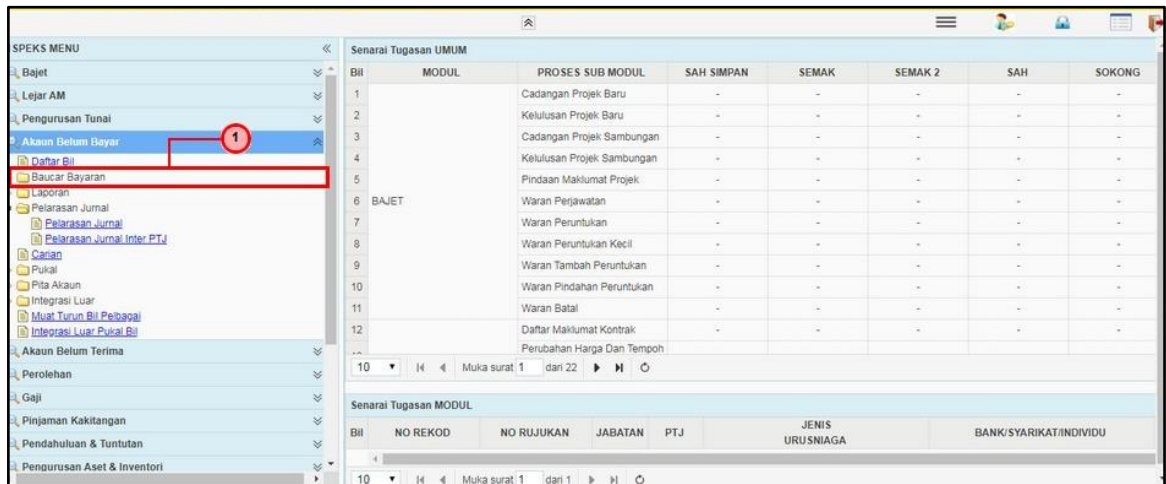 SPEKS MENU
Bajet
Lejar AM
Pengurusan Tunai
Akaun Belum Bayar
1
Daftar Bil
Baucar Bayaran
Laporan
Pelarasan Jurnal
Pelarasan Jurnal
Pelarasan Jurnal Inter PTJ
Carian
Pukal
Pita Akaun
Integrasi Luar
Muat Turun Bil Pelbagai
Integrasi Luar Pukal Bil
Akaun Belum Terima
Perolehan
Gaji
Pinjaman Kakitangan
Pendahuluan & Tuntutan
Pengurusan Aset & Inventori
Senarai Tugasan UMUM
Bil MODUL PROSES SUB MODUL SAH SIMPAN SEMAK SEMAK 2 SAH SOKONG
1 Cadangan Projek Baru - - - - -
2 Kelulusan Projek Baru - - - - -
3 Cadangan Projek Sambungan - - - - -
4 Kelulusan Projek Sambungan - - - - -
5 Pindaan Maklumat Projek - - - - -
6 BAJET Waran Perjawatan - - - - -
7 Waran Peruntukan - - - - -
8 Waran Peruntukan Kecil - - - - -
9 Waran Tambah Peruntukan - - - - -
10 Waran Pindahan Peruntukan - - - - -
11 Waran Batal - - - - -
12 Daftar Maklumat Kontrak - - - - -
Perubahan Harga Dan Tempoh
10 Muka surat 1 dari 22
Senarai Tugasan MODUL
Bil NO REKOD NO RUJUKAN JABATAN PTJ JENIS URUSNIAGA BANK/SYARIKAT/INDIVIDU
10 Muka surat 1 dari 1